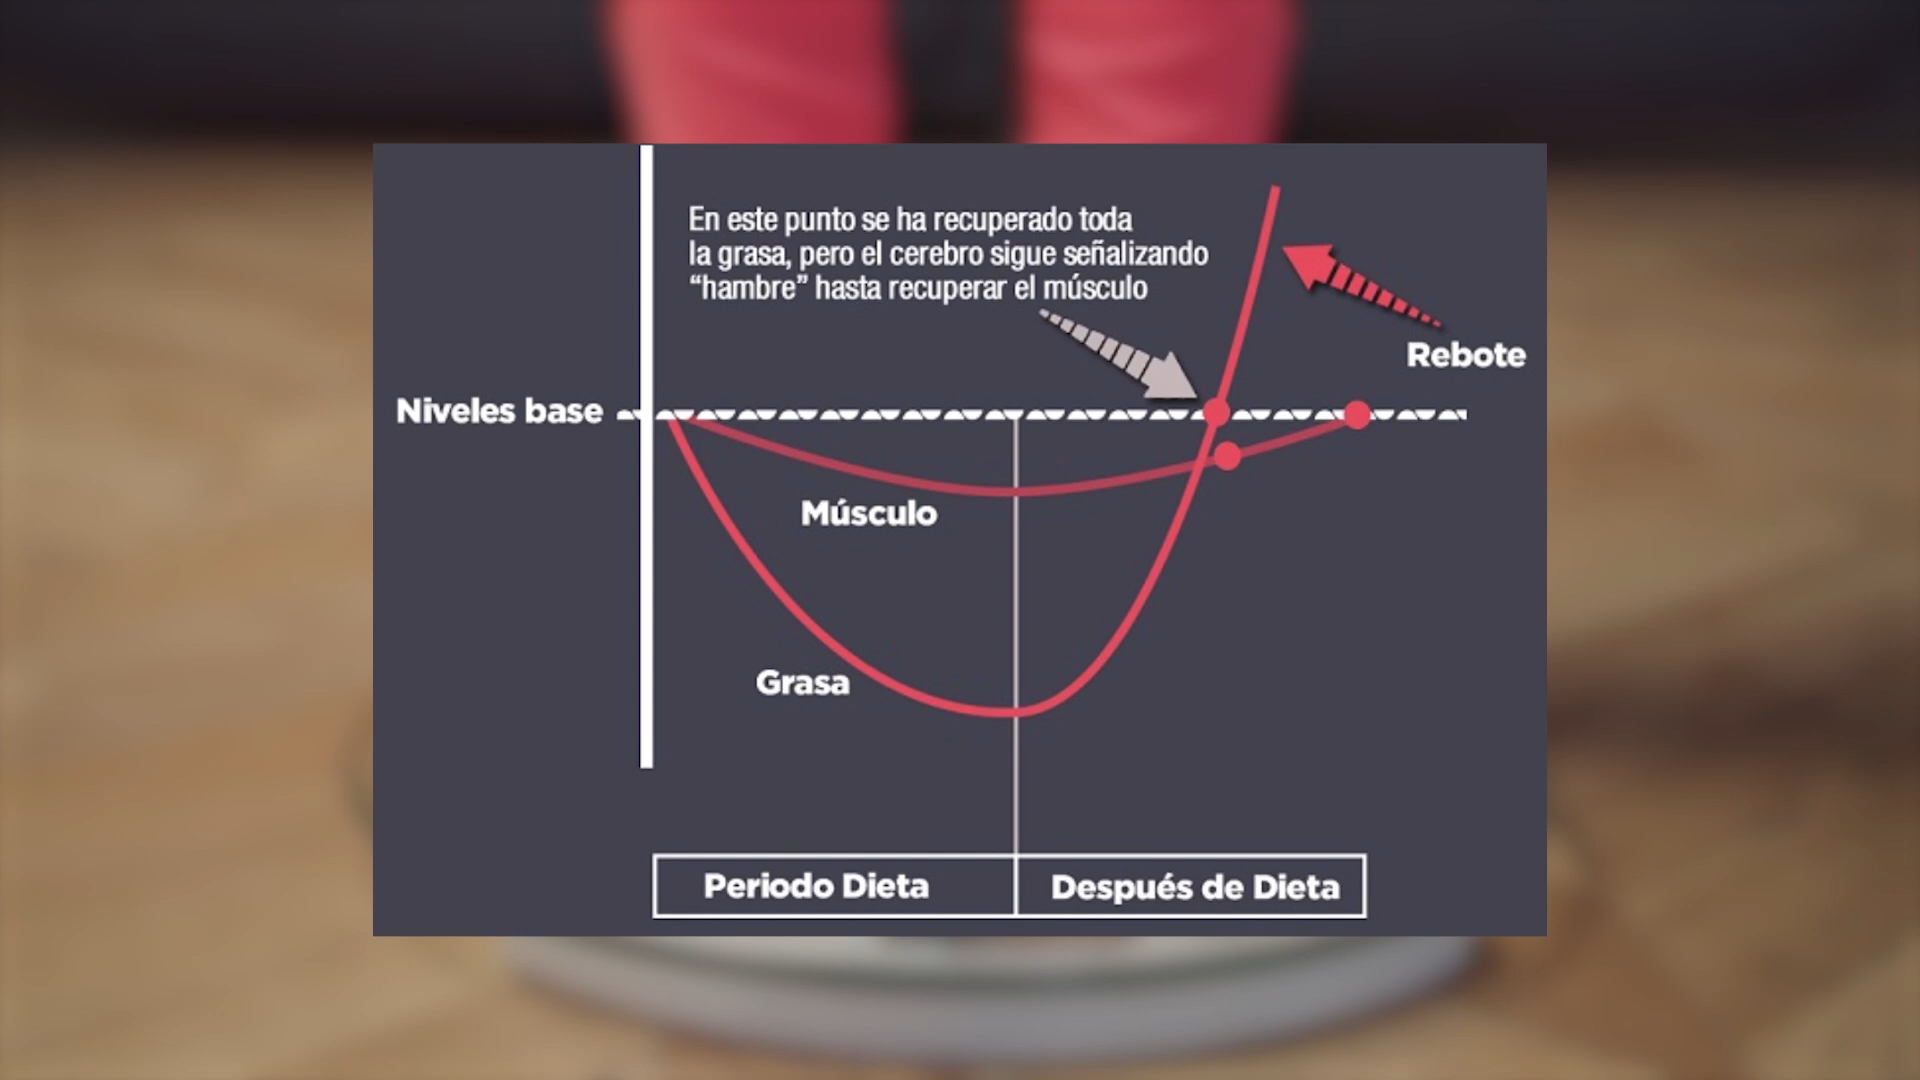 En este punto se ha recuperado toda
la grasa, pero el cerebro sigue señalizando
“hambre” hasta recuperar el músculo
Rebote
Niveles base
Músculo
Grasa
Periodo Dieta
Después de Dieta